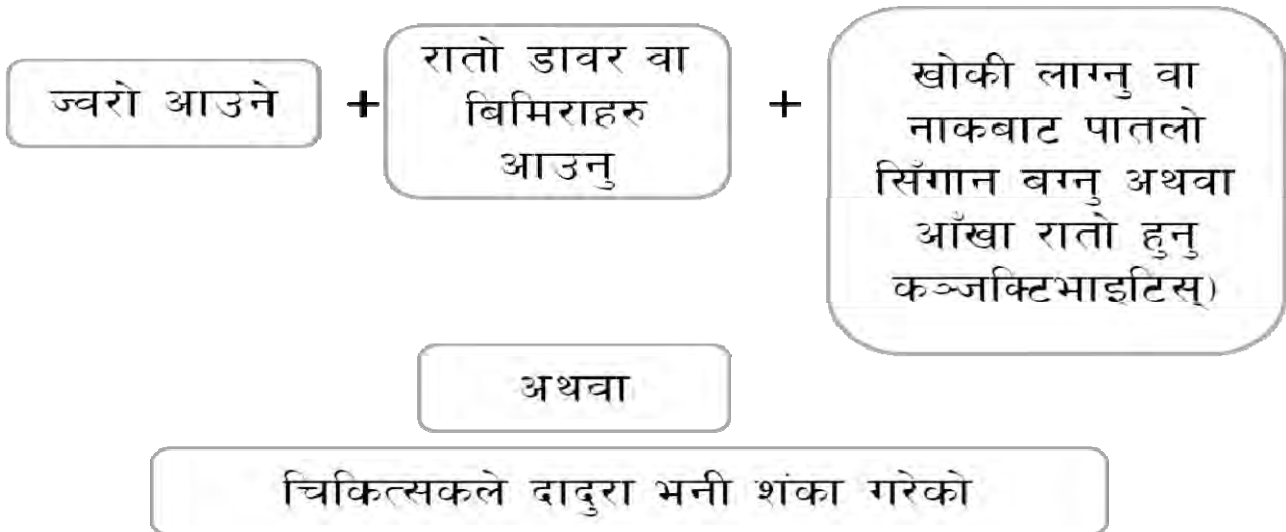 ज्वरो आउने
+
रातो डावर वा
बिमिराहरु
आउनु
+
खोकी लाग्नु वा
नाकबाट पातलो
सिँगान बग्नु अथवा
आँखा रातो हुनु
कञ्जक्टिभाइटिस्)
अथवा
चिकित्सकले दादुरा भनी शंका गरेको